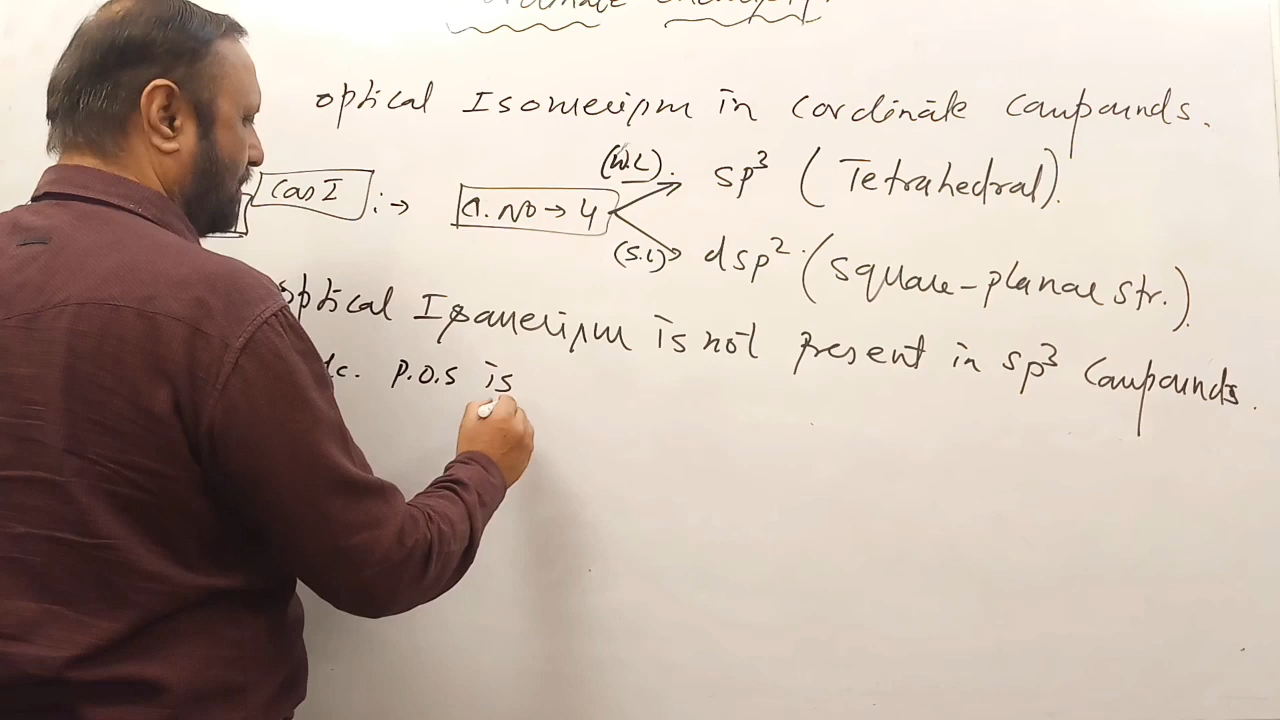 optical Isomerism in cordinate compounds.
Cas I :→ C.NO → 4
(W.L). sp³ (Tetrahedral).
(S.L) dsp² (square-planar str.).
optical Isomerism is not present in sp³ Compounds.
P.O.S is